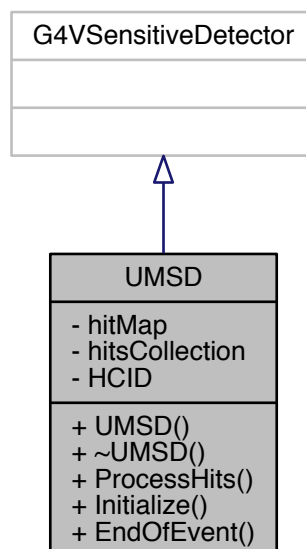 G4VSensitiveDetector
UMSD
- hitMap
- hitsCollection
- HCID
+ UMSD()
+ ~UMSD()
+ ProcessHits()
+ Initialize()
+ EndOfEvent()